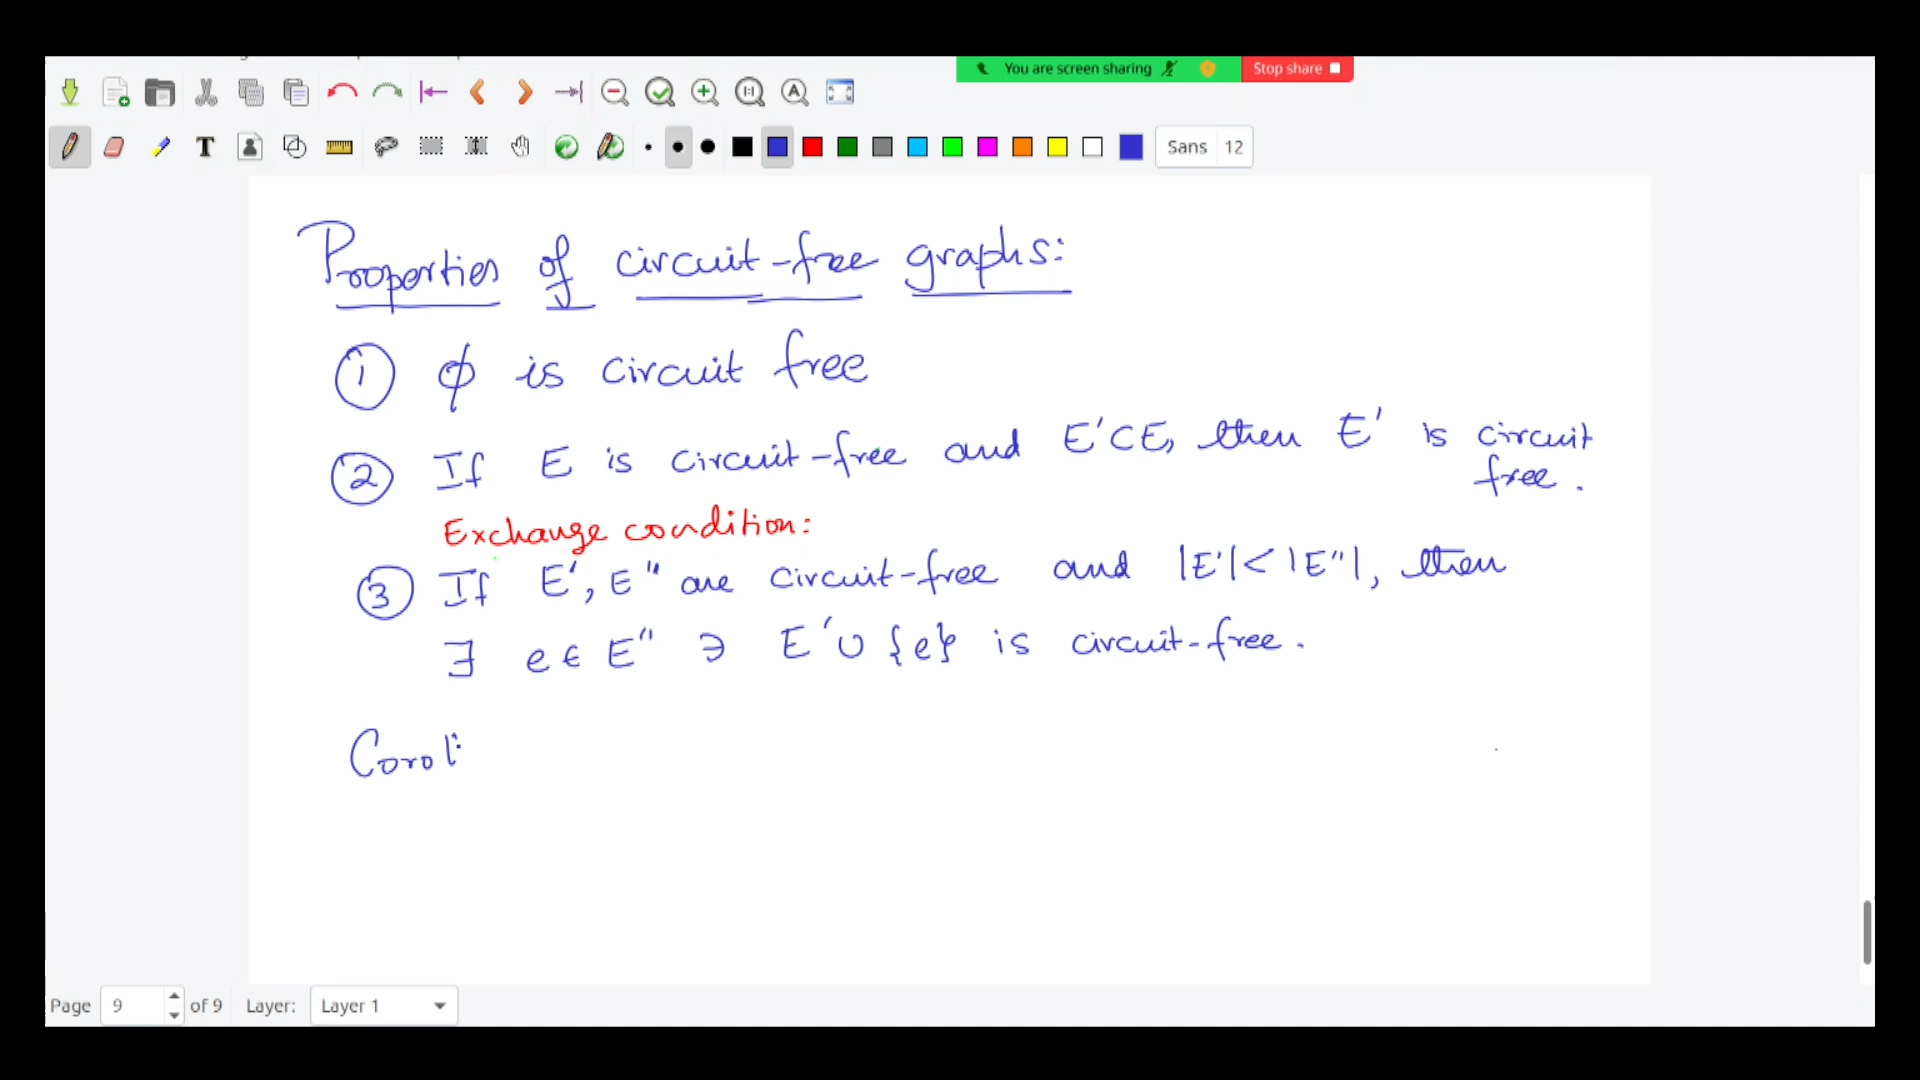 You are screen sharing Stop share
Sans 12
Properties of circuit-free graphs:
① φ is circuit free
② If E is circuit-free and E'⊂E, then E' is circuit
free.
Exchange condition:
③ If E', E" are circuit-free and |E'|<|E"|, then
∃ e ∈ E" ∋ E' ∪ {e} is circuit-free.
Corol:
Page 9 of 9 Layer: Layer 1